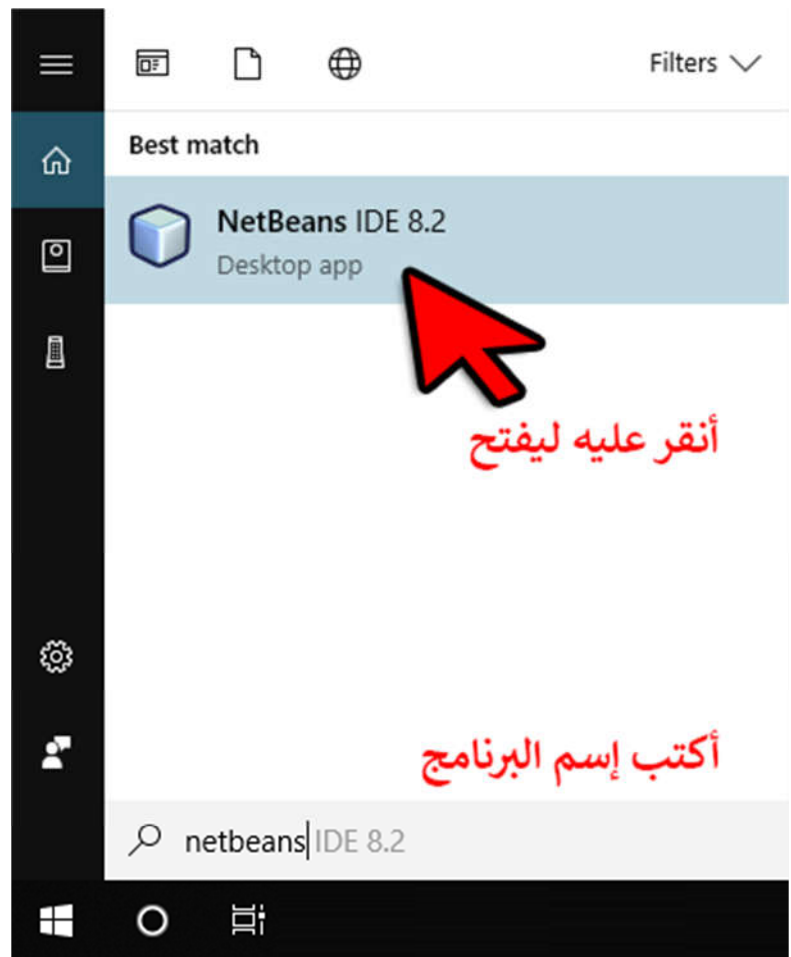 Filters
Best match
NetBeans IDE 8.2
Desktop app
أنقر عليه ليفتح
أكتب إسم البرنامج
netbeans IDE 8.2